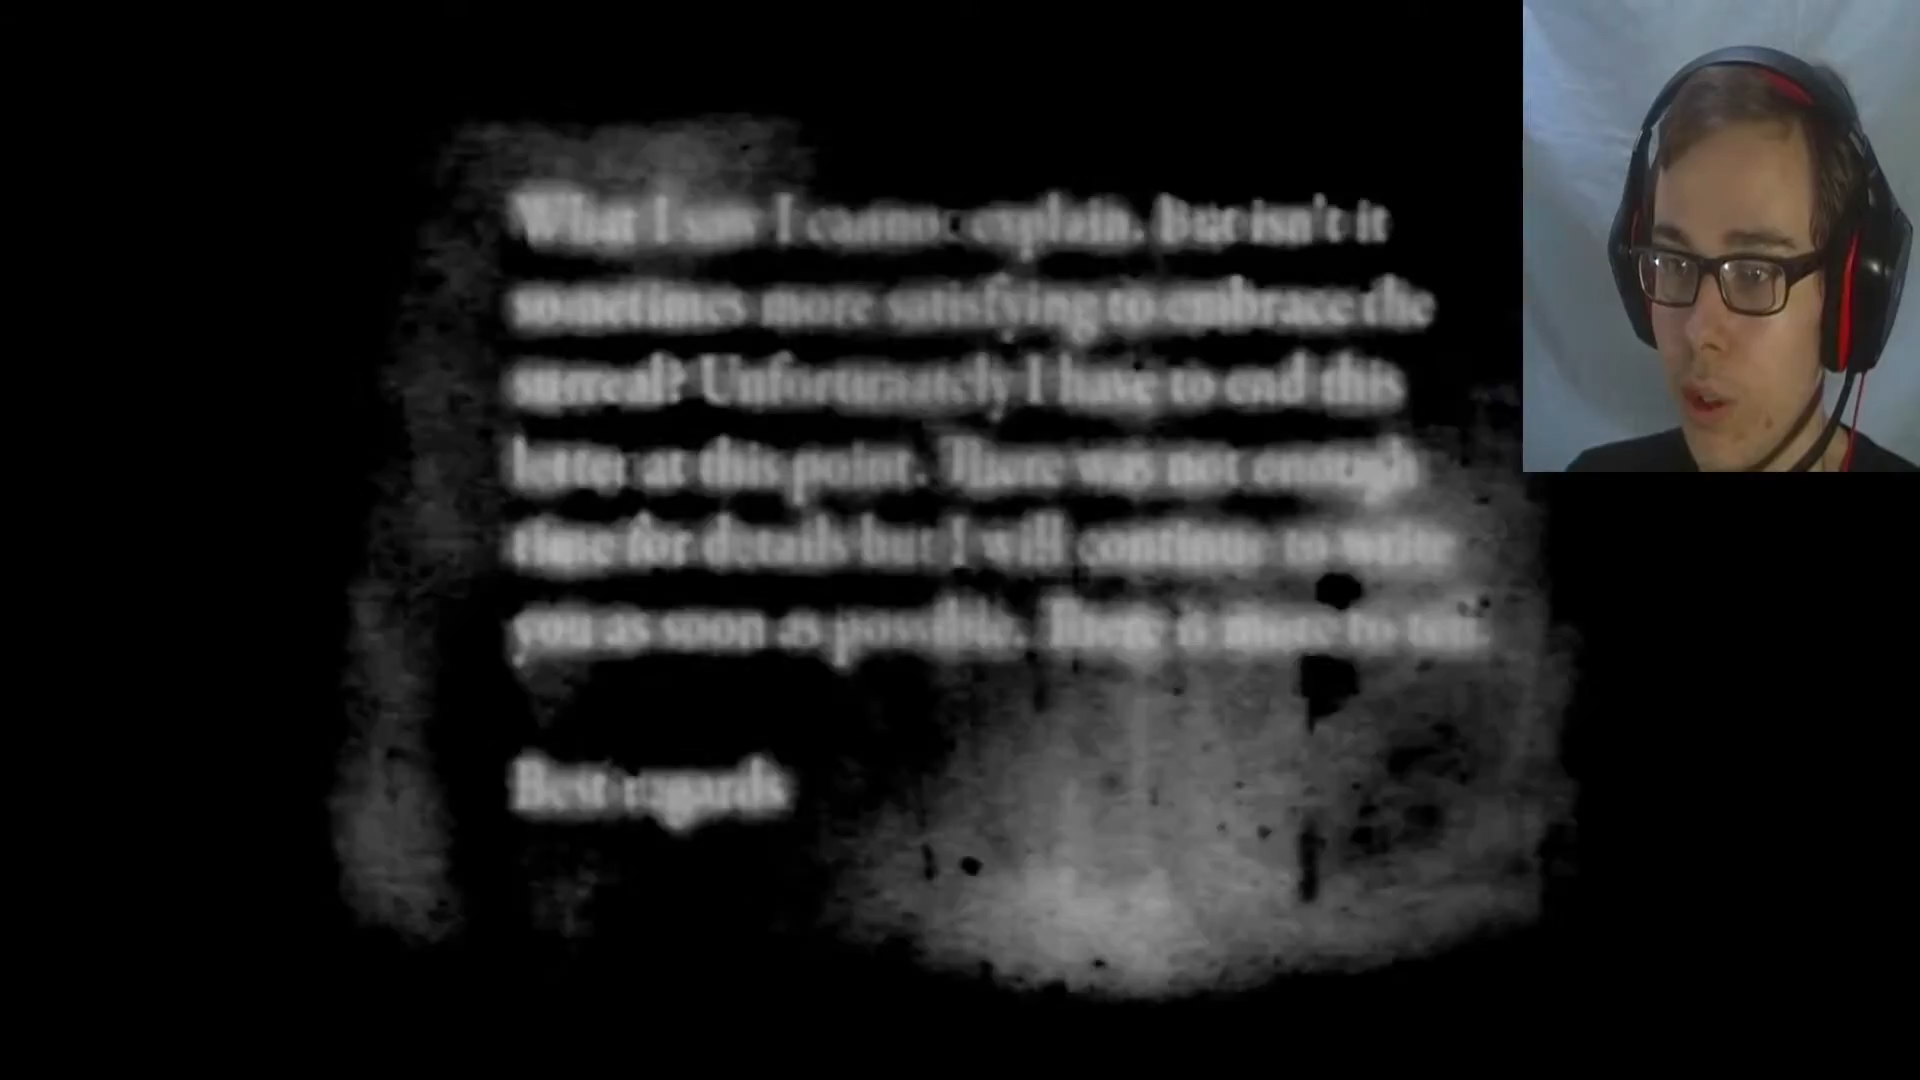 What I saw I cannot explain. But isn't it
sometimes more satisfying to embrace the
surreal? Unfortunately I have to end this
letter at this point. There was not enough
time for details but I will continue to write
you as soon as possible. There is more to tell.
Best regards